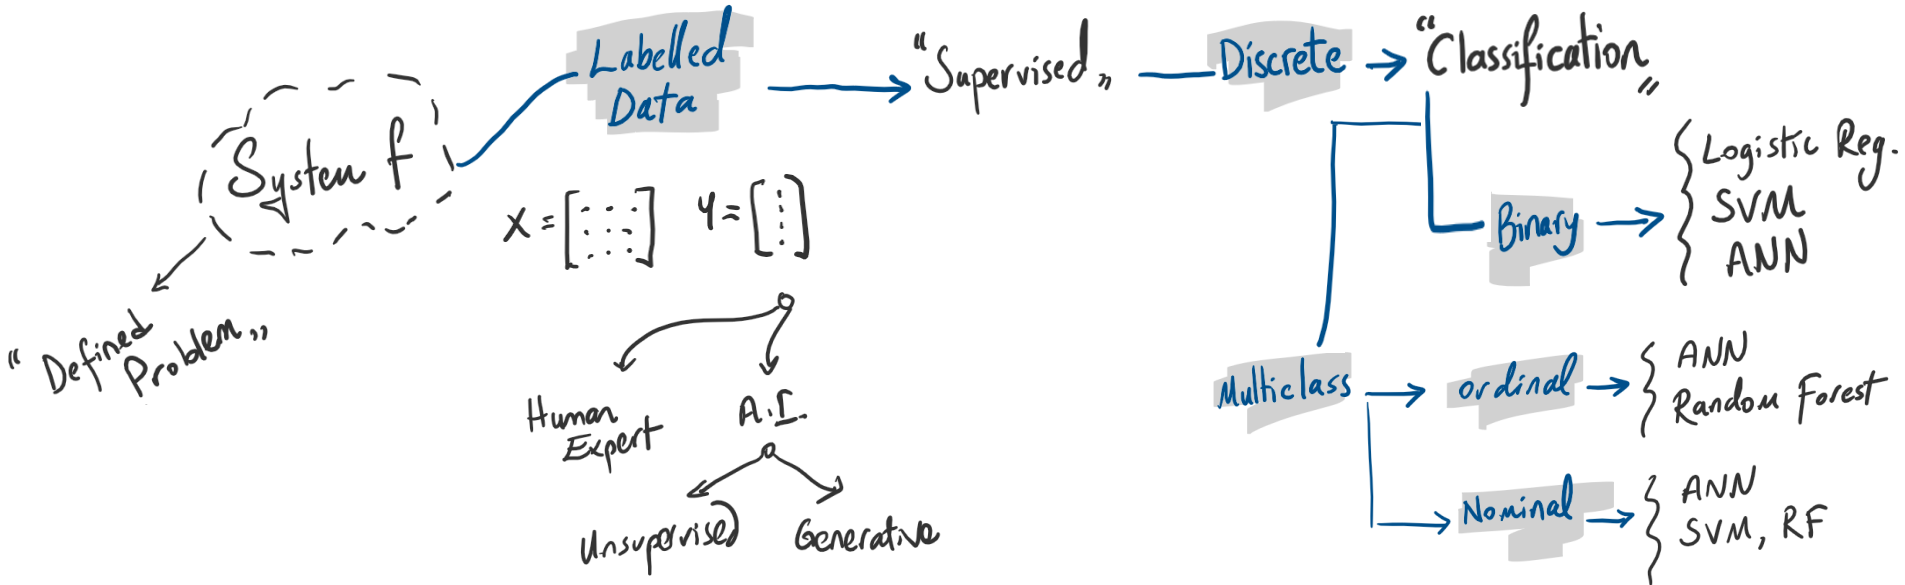 System f
"Defined
Problem"
Labelled
Data
X = [ ]
Y = [ ]
Human
Expert
A.I.
Unsupervised
Generative
"Supervised"
Discrete
"Classification"
Binary
Logistic Reg.
SVM
ANN
Multiclass
ordinal
ANN
Random Forest
Nominal
ANN
SVM, RF